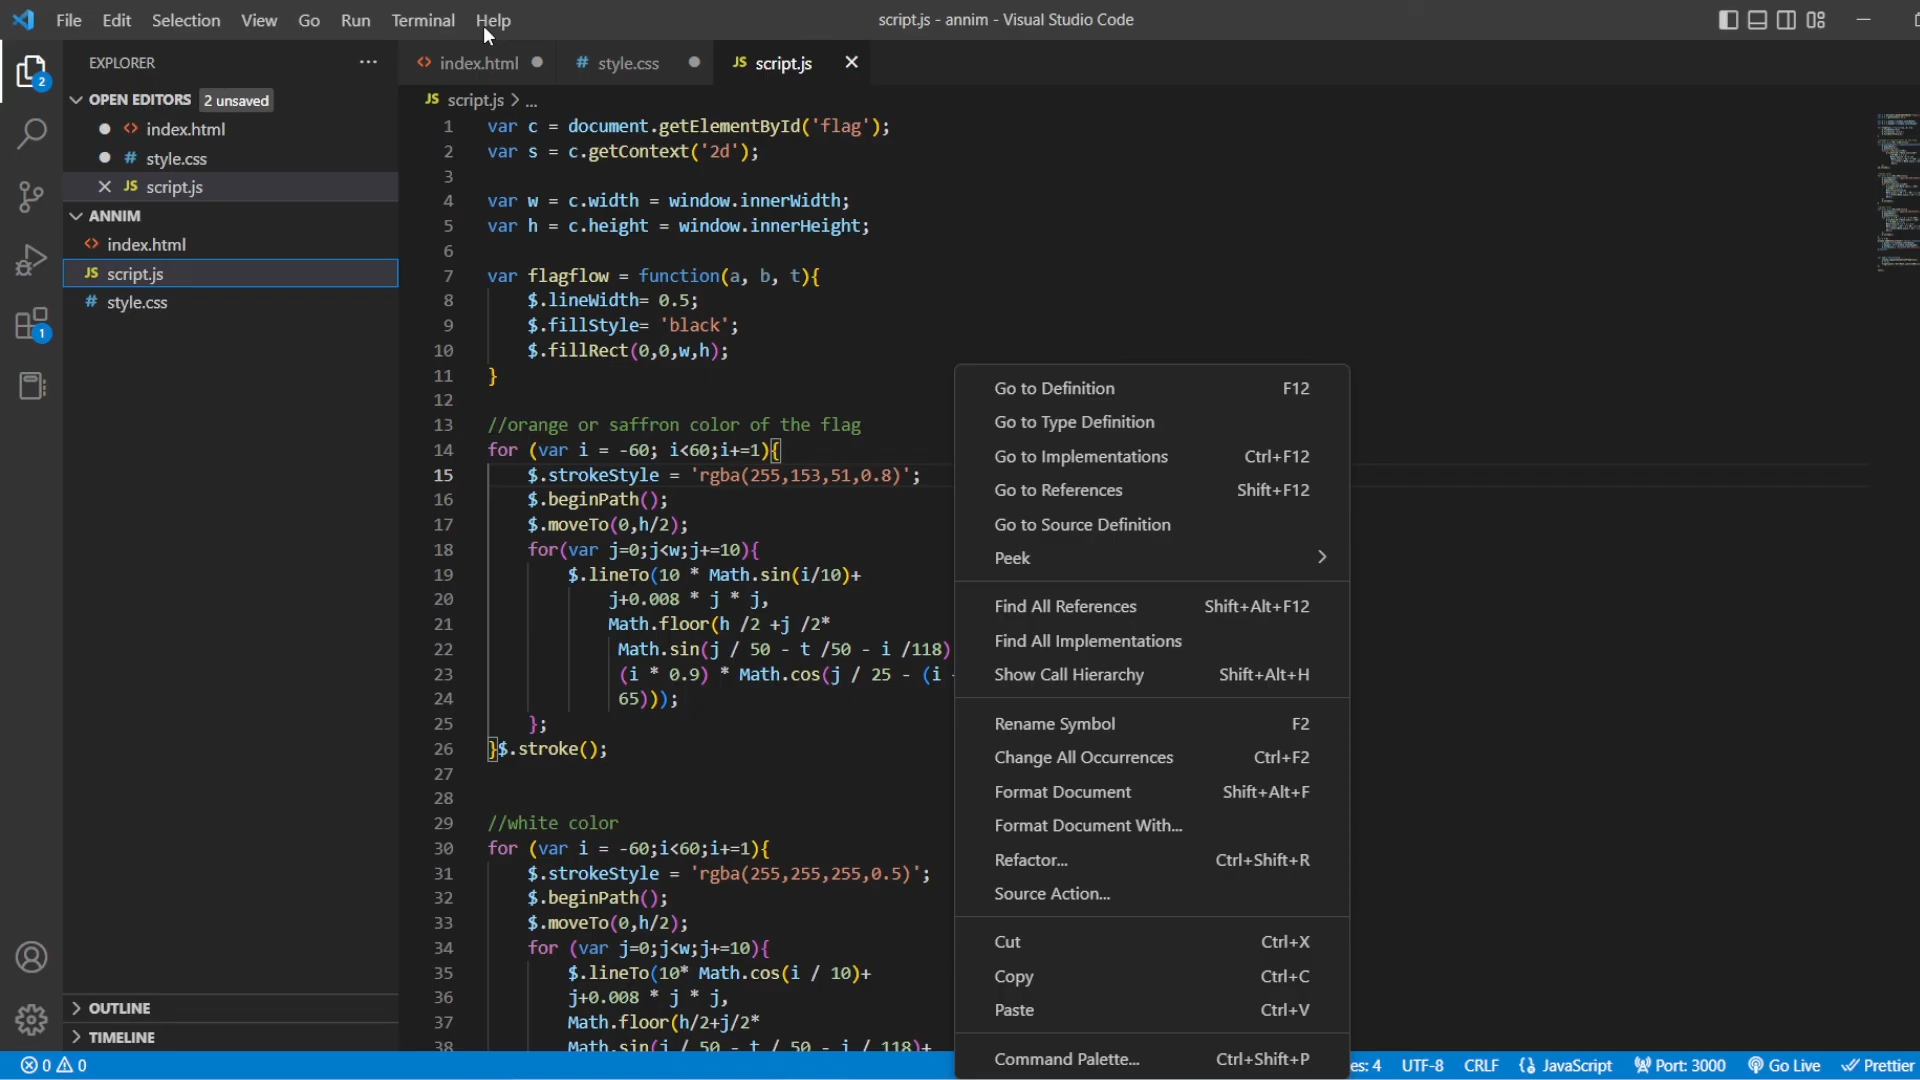 File Edit Selection View Go Run Terminal Help
script.js - annim - Visual Studio Code
EXPLORER
2
OPEN EDITORS 2 unsaved
<> index.html
# style.css
JS script.js
ANNIM
<> index.html
JS script.js
# style.css
1
OUTLINE
TIMELINE
<> index.html
# style.css
JS script.js
JS script.js > ...
1 var c = document.getElementById('flag');
2 var s = c.getContext('2d');
3
4 var w = c.width = window.innerWidth;
5 var h = c.height = window.innerHeight;
6
7 var flagflow = function(a, b, t){
8 $.lineWidth= 0.5;
9 $.fillStyle= 'black';
10 $.fillRect(0,0,w,h);
11 }
12
13 //orange or saffron color of the flag
14 for (var i = -60; i<60;i+=1){
15 $.strokeStyle = 'rgba(255,153,51,0.8)';
16 $.beginPath();
17 $.moveTo(0,h/2);
18 for(var j=0;j<w;j+=10){
19 $.lineTo(10 * Math.sin(i/10)+
20 j+0.008 * j * j,
21 Math.floor(h /2 +j /2*
22 Math.sin(j / 50 - t /50 - i /118)
23 (i * 0.9) * Math.cos(j / 25 - (i
24 65)));
25 };
26 }$.stroke();
27
28
29 //white color
30 for (var i = -60;i<60;i+=1){
31 $.strokeStyle = 'rgba(255,255,255,0.5)';
32 $.beginPath();
33 $.moveTo(0,h/2);
34 for (var j=0;j<w;j+=10){
35 $.lineTo(10* Math.cos(i / 10)+
36 j+0.008 * j * j,
37 Math.floor(h/2+j/2*
38 Math.sin(j / 50 - t / 50 - i / 118)+
Go to Definition F12
Go to Type Definition
Go to Implementations Ctrl+F12
Go to References Shift+F12
Go to Source Definition
Peek
Find All References Shift+Alt+F12
Find All Implementations
Show Call Hierarchy Shift+Alt+H
Rename Symbol F2
Change All Occurrences Ctrl+F2
Format Document Shift+Alt+F
Format Document With...
Refactor... Ctrl+Shift+R
Source Action...
Cut Ctrl+X
Copy Ctrl+C
Paste Ctrl+V
Command Palette... Ctrl+Shift+P
0 0
es: 4 UTF-8 CRLF {} JavaScript Port: 3000 Go Live Prettier